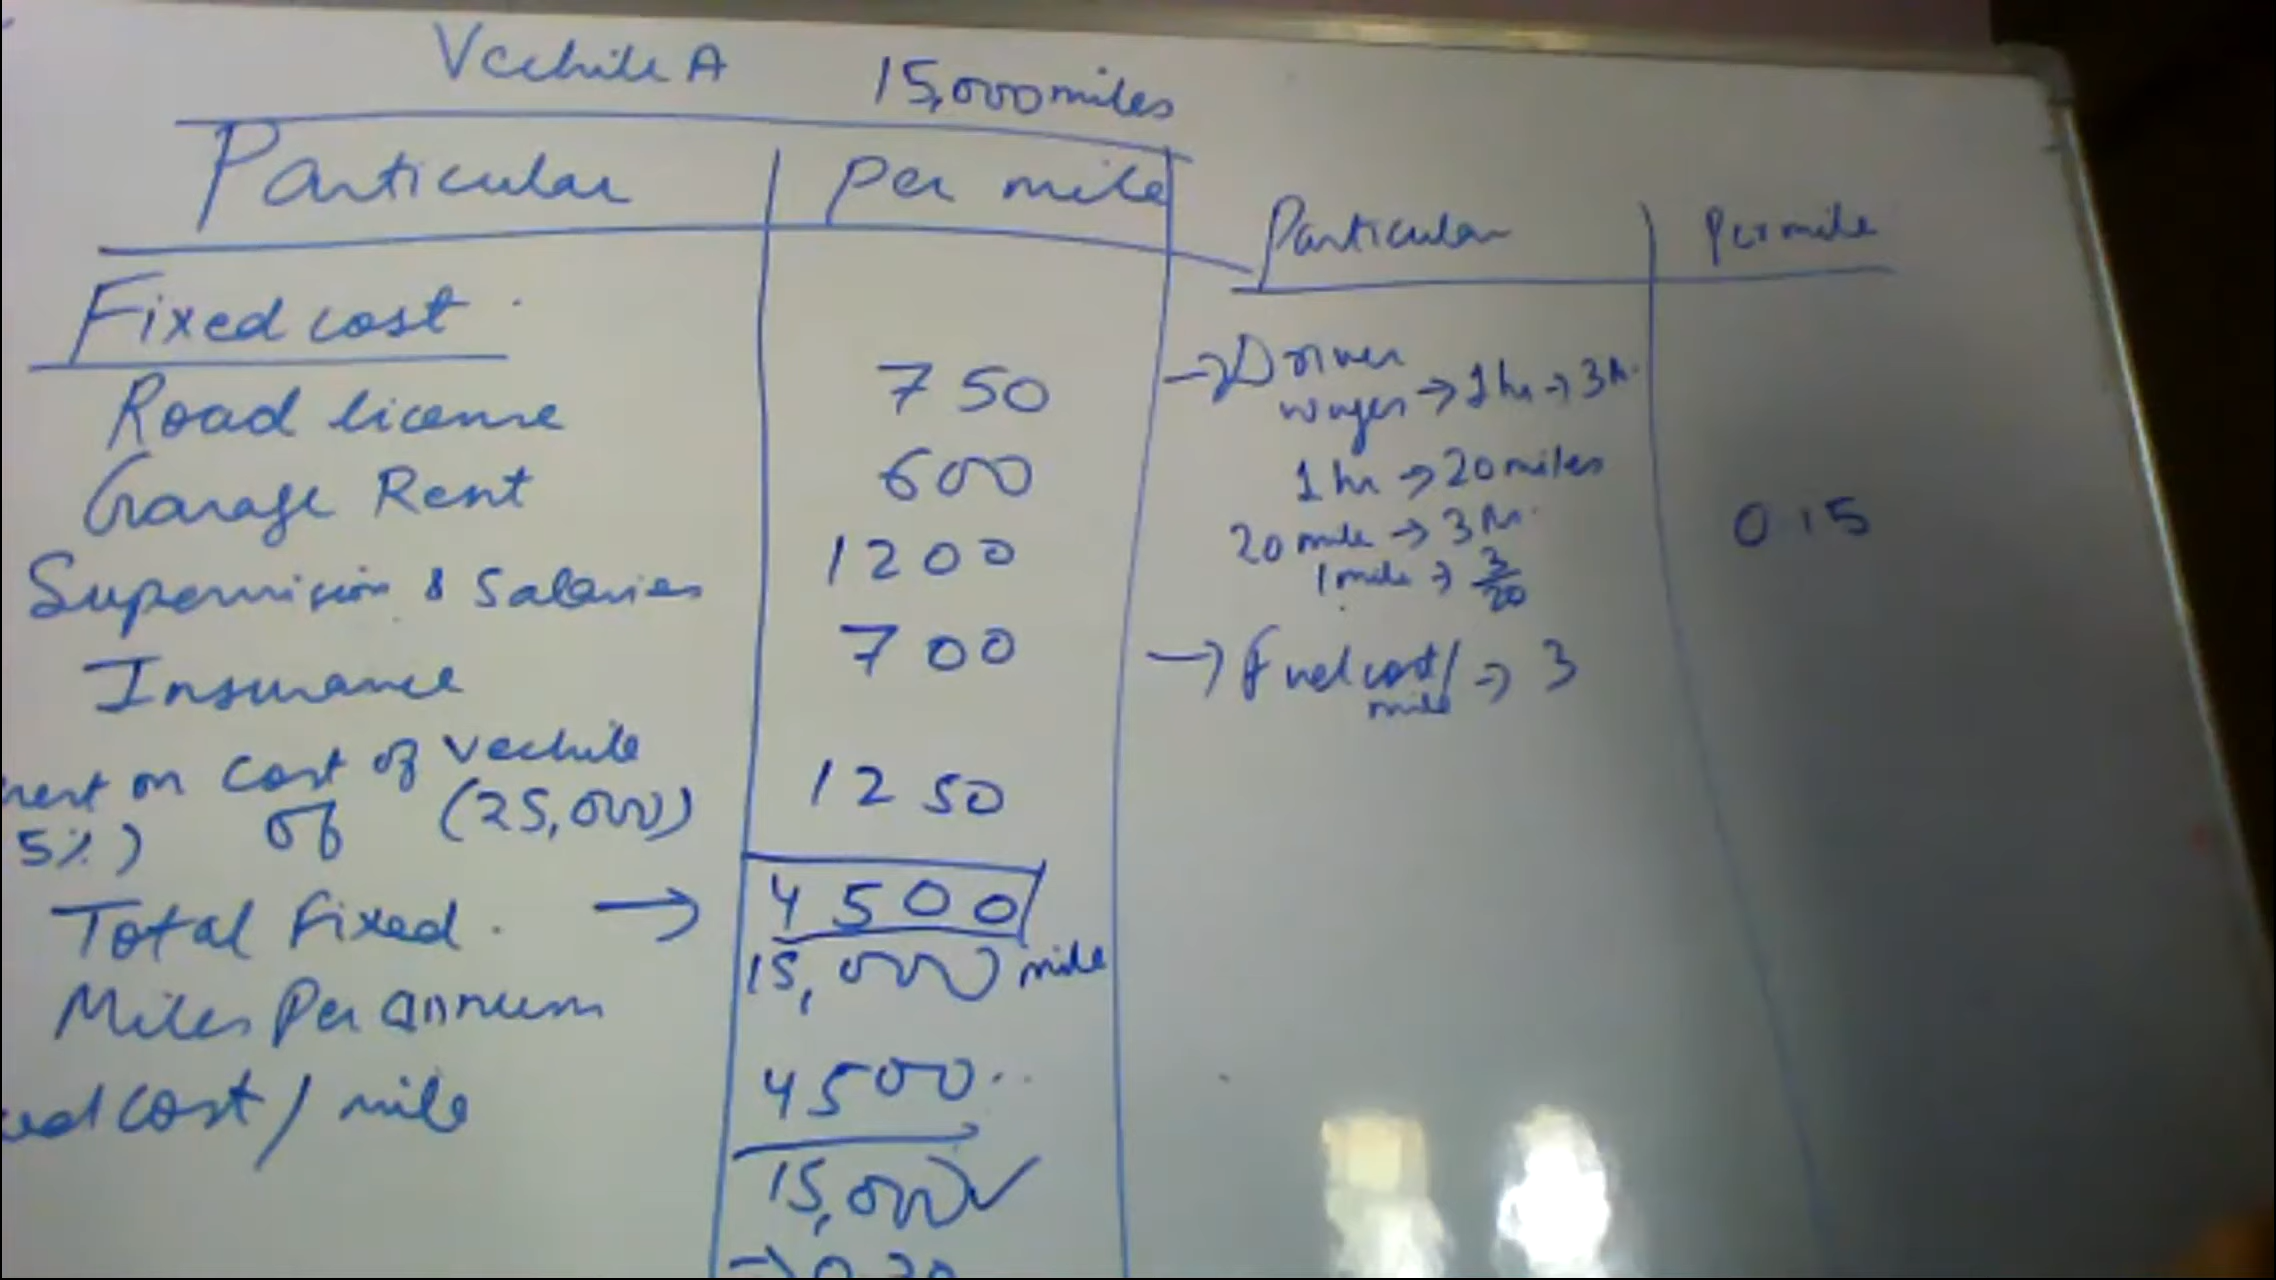 Vechile A 15,000 miles
Particular Per mile
Fixed cost
Road license 750
Garage Rent 600
Supervision & Salaries 1200
Insurance 700
on cost of vechile
5%) of (25,000) 1250
Total fixed. → 4500
Miles Per annum 15,000 mile
cost / mile 4500
15,000
Particular Per mile
→ Driver
wages → 1 hr → 3
1 hr → 20 miles
20 mile → 3 0.15
1 mile → 3/20
→ Fuel cost/ → 3
mile